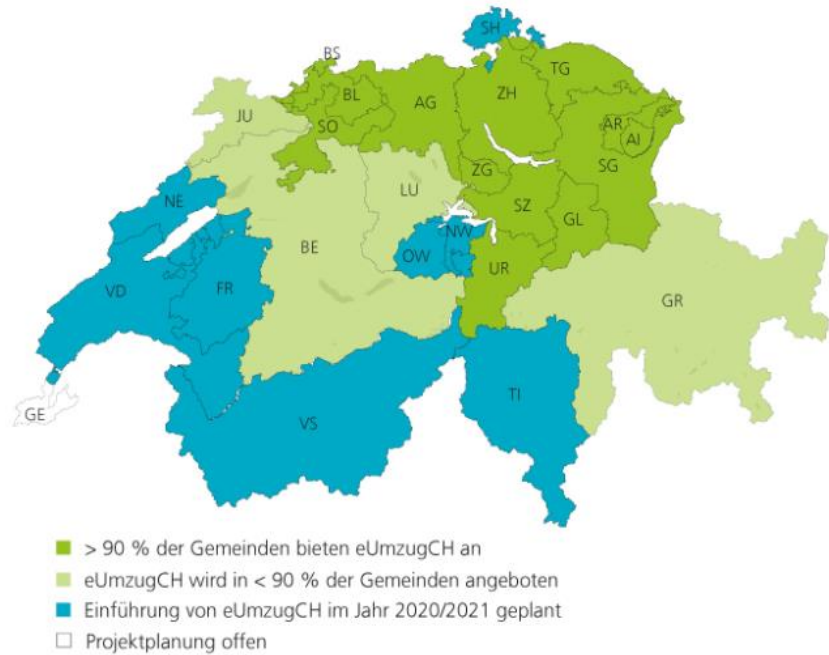 SH
BS
TG
BL
AG
ZH
JU
SO
AR
AI
ZG
SG
LU
NE
SZ
GL
NW
BE
OW
UR
VD
FR
GR
TI
GE
VS
> 90 % der Gemeinden bieten eUmzugCH an
eUmzugCH wird in < 90 % der Gemeinden angeboten
Einführung von eUmzugCH im Jahr 2020/2021 geplant
Projektplanung offen